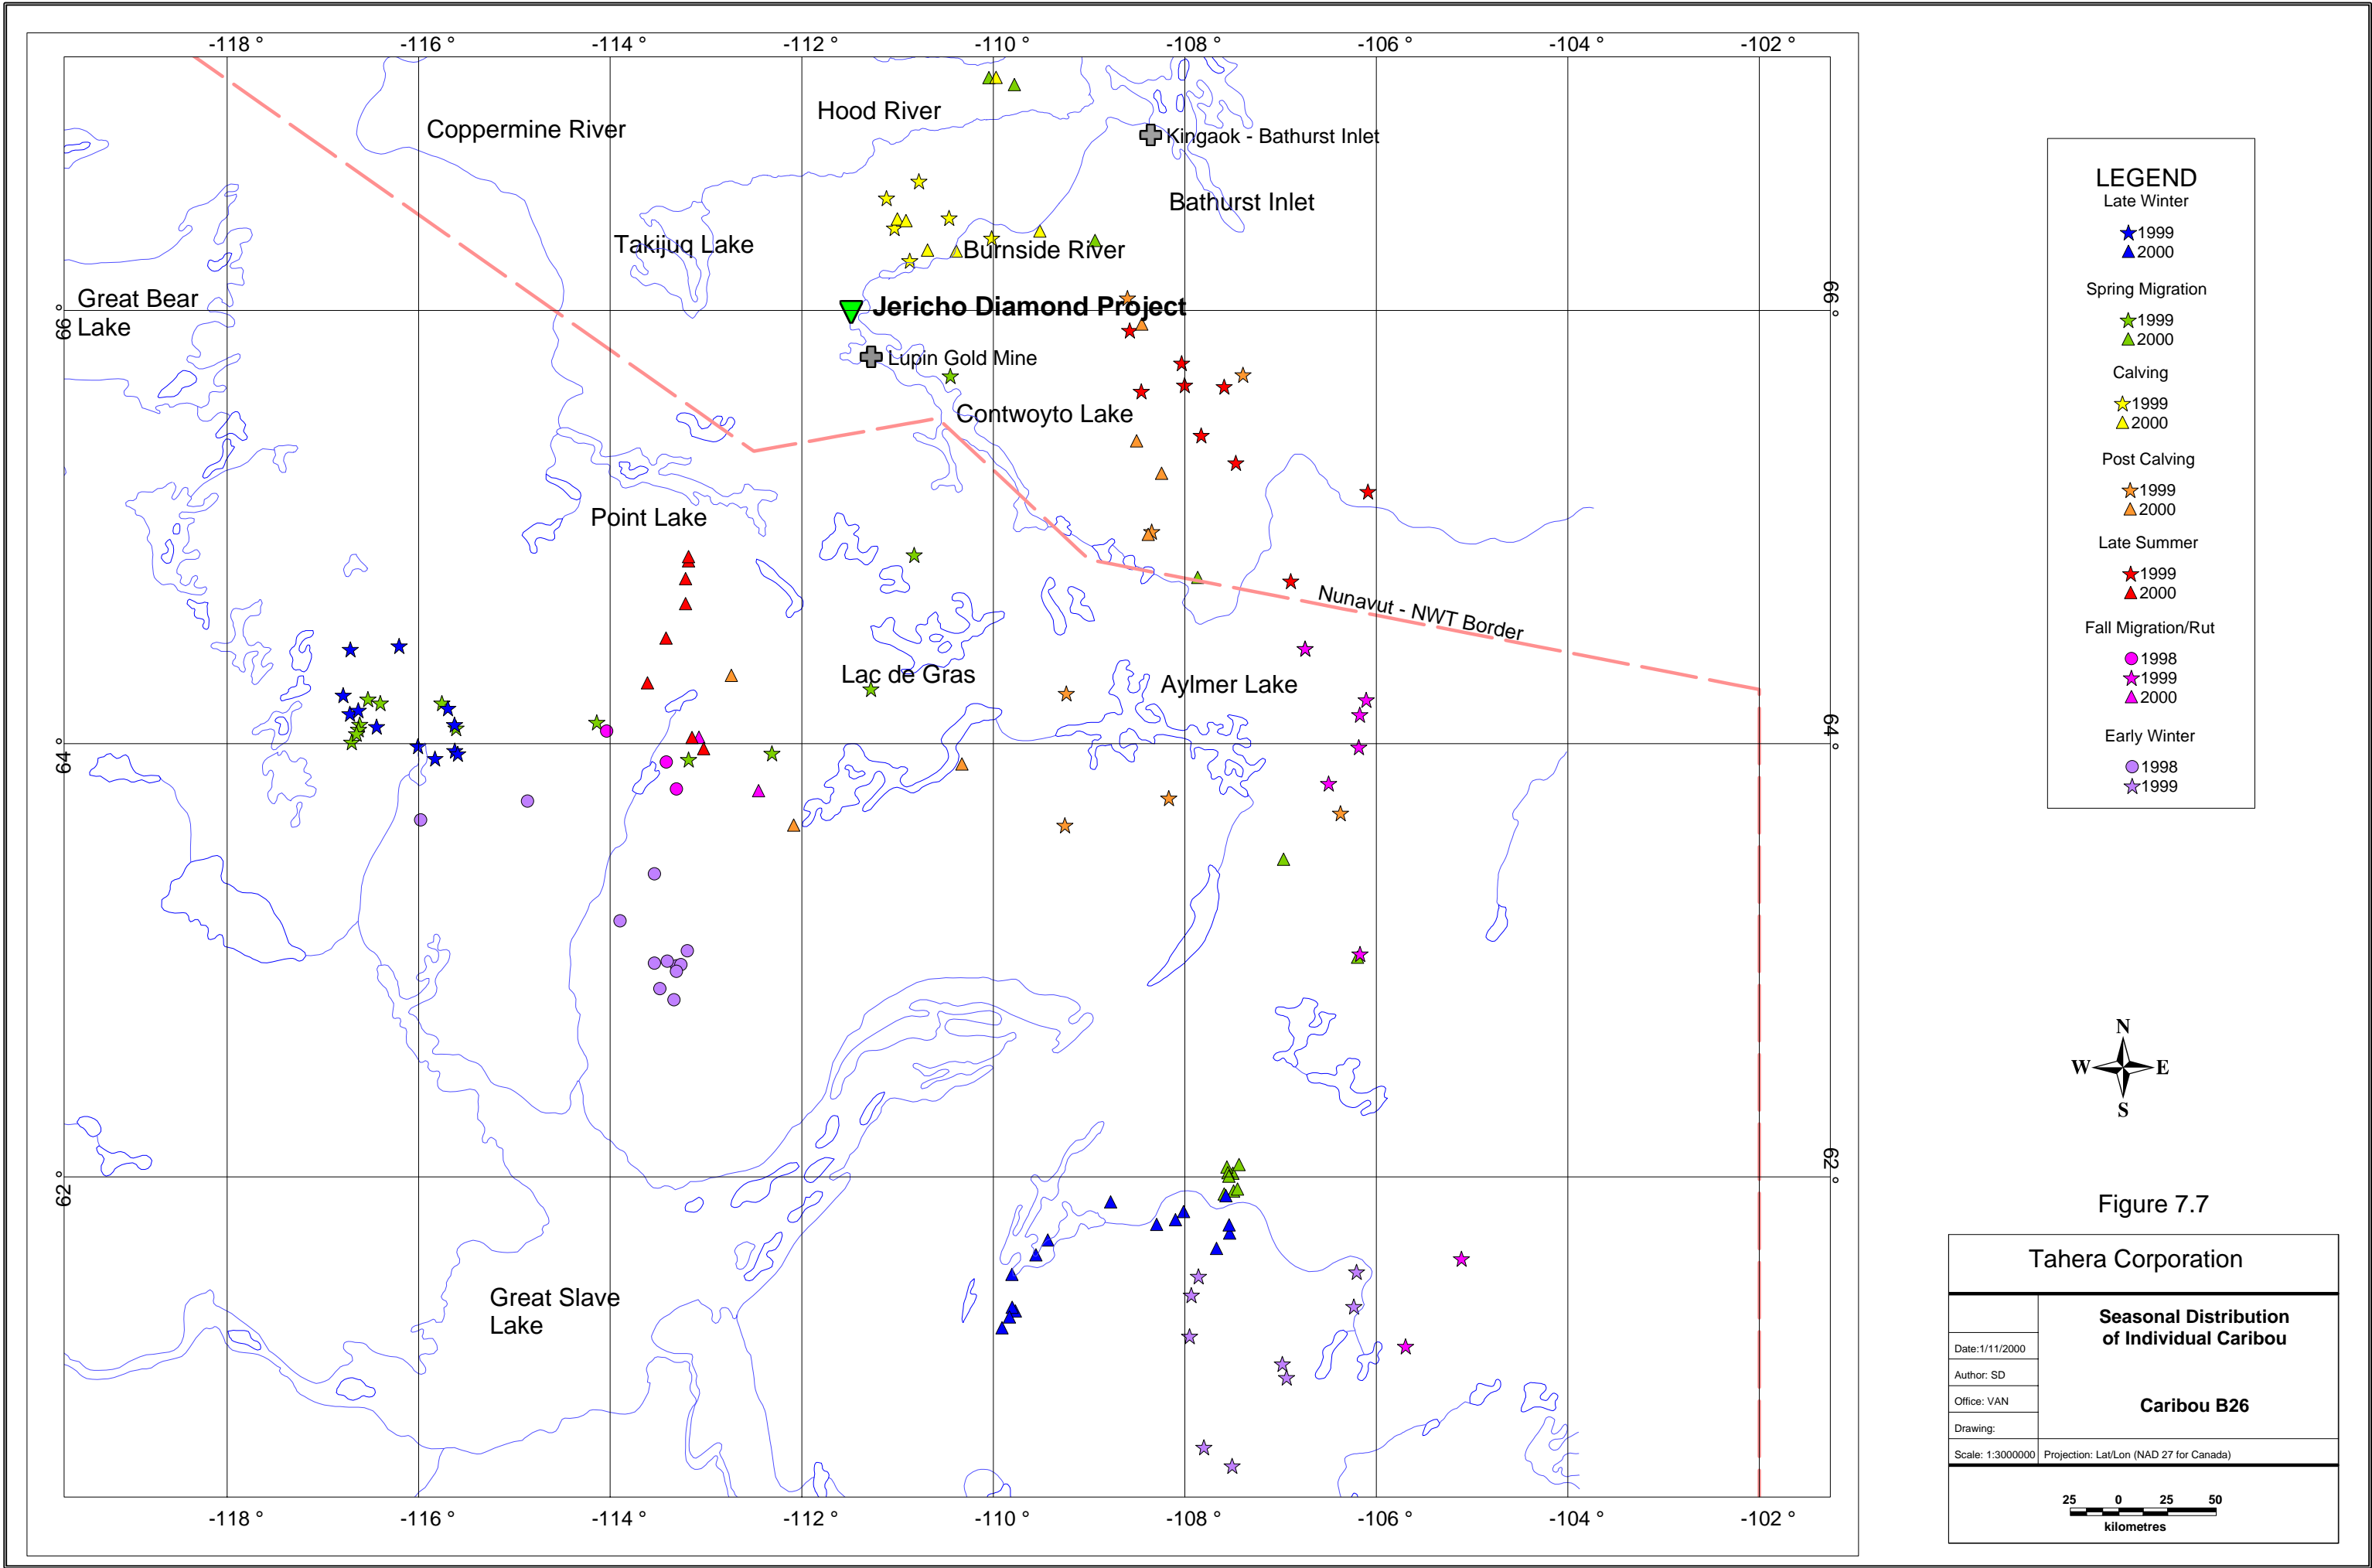 -118 ° -116 ° -114 ° -112 ° -110 ° -108 ° -106 ° -104 ° -102 °
Hood River
Coppermine River
Kingaok - Bathurst Inlet
Bathurst Inlet
Takijuq Lake
Burnside River
Great Bear
Lake
66 °
Jericho Diamond Project
66 °
Lupin Gold Mine
Contwoyto Lake
Point Lake
Nunavut - NWT Border
Lac de Gras
Aylmer Lake
64 °
64 °
62 °
62 °
Great Slave
Lake
-118 ° -116 ° -114 ° -112 ° -110 ° -108 ° -106 ° -104 ° -102 °
LEGEND
Late Winter
1999
2000
Spring Migration
1999
2000
Calving
1999
2000
Post Calving
1999
2000
Late Summer
1999
2000
Fall Migration/Rut
1998
1999
2000
Early Winter
1998
1999
N
W E
S
Figure 7.7
Tahera Corporation
Seasonal Distribution
of Individual Caribou
Caribou B26
Date:1/11/2000
Author: SD
Office: VAN
Drawing:
Scale: 1:3000000 Projection: Lat/Lon (NAD 27 for Canada)
25 0 25 50
kilometres